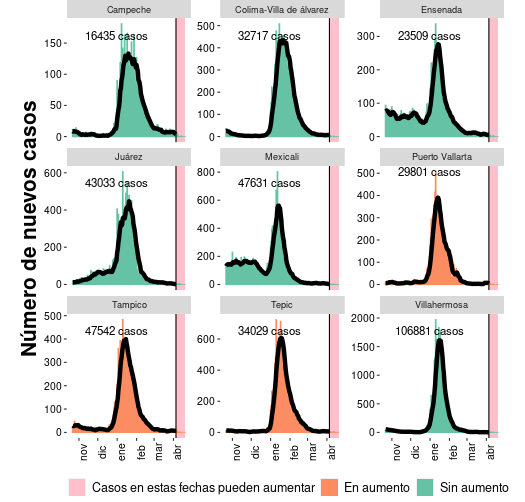 Número de nuevos casos
Campeche
16435 casos
150
100
50
0
Colima-Villa de álvarez
32717 casos
500
400
300
200
100
0
Ensenada
23509 casos
300
200
100
0
Juárez
43033 casos
600
400
200
0
Mexicali
47631 casos
800
600
400
200
0
Puerto Vallarta
29801 casos
500
400
300
200
100
0
Tampico
47542 casos
500
400
300
200
100
0
nov
dic
ene
feb
mar
abr
Tepic
34029 casos
600
400
200
0
nov
dic
ene
feb
mar
abr
Villahermosa
106881 casos
2000
1500
1000
500
0
nov
dic
ene
feb
mar
abr
Casos en estas fechas pueden aumentar
En aumento
Sin aumento